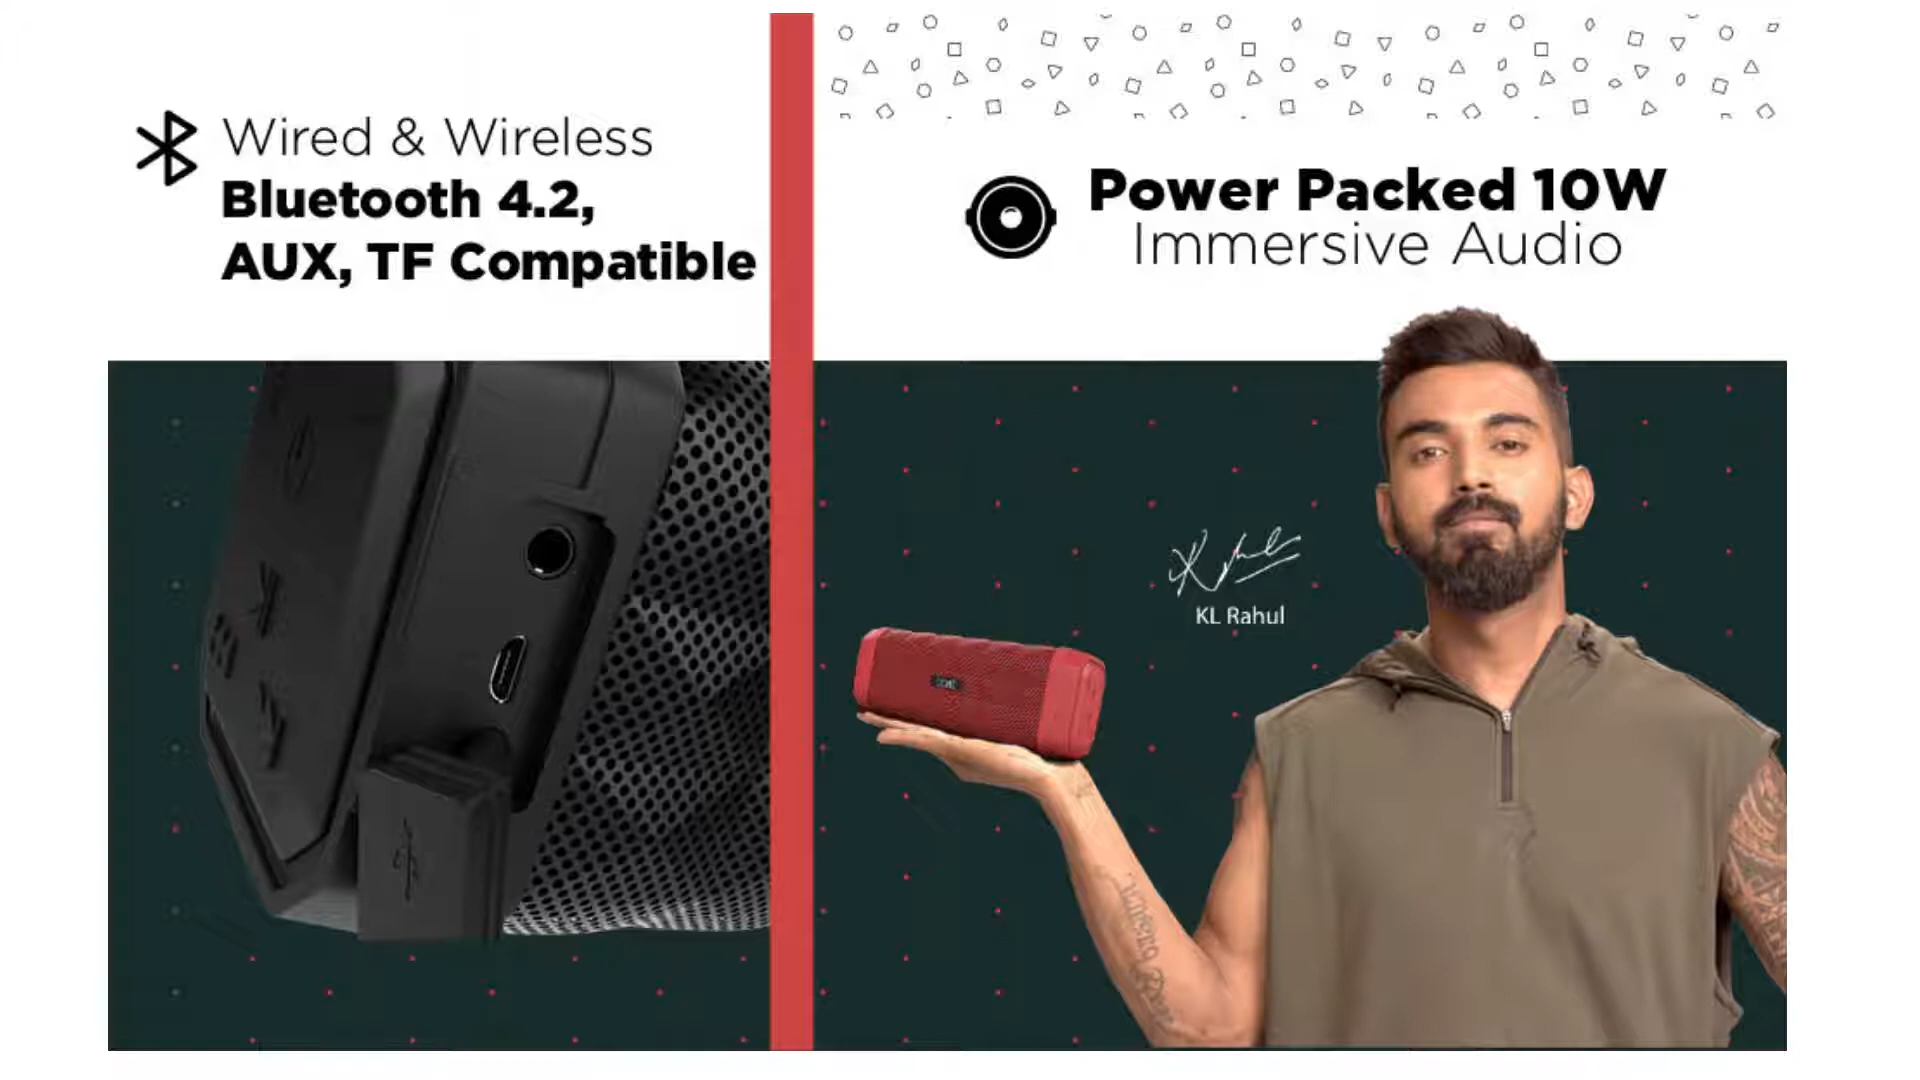 Wired & Wireless
Bluetooth 4.2,
AUX, TF Compatible
Power Packed 10W
Immersive Audio
KL Rahul